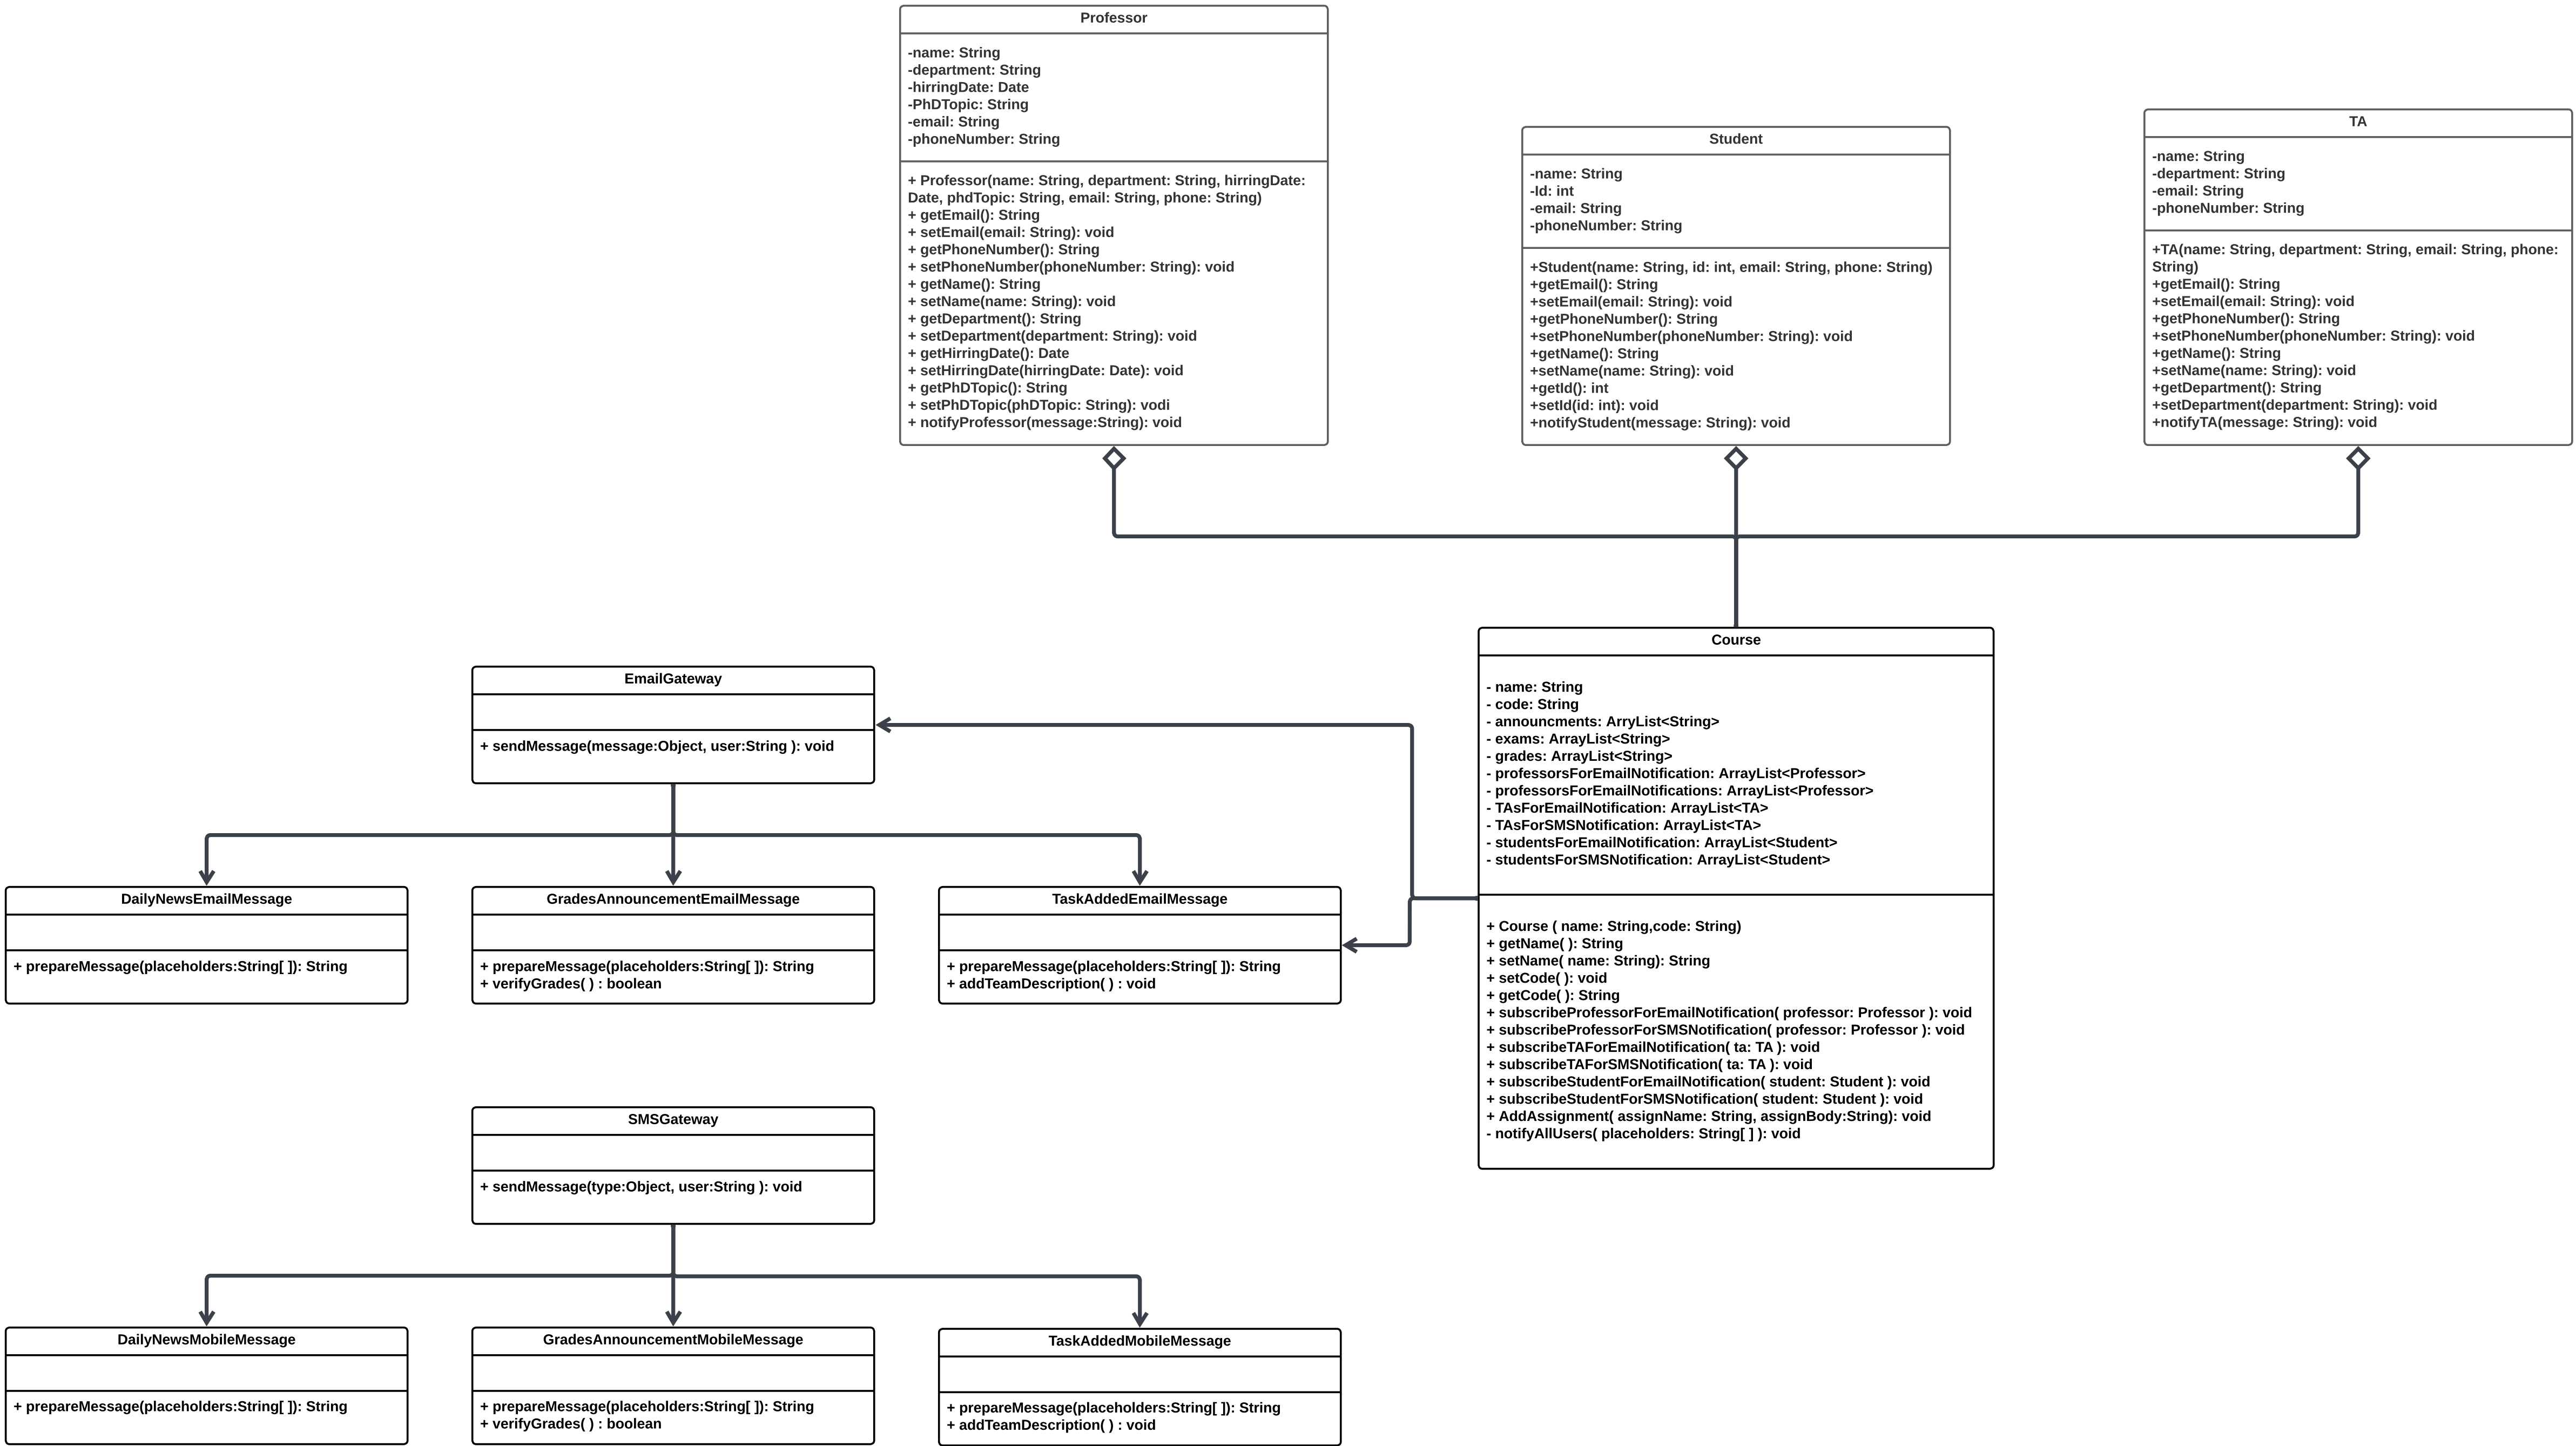 Professor
-name: String
-department: String
-hirringDate: Date
-PhDTopic: String
-email: String
-phoneNumber: String
+ Professor(name: String, department: String, hirringDate:
Date, phdTopic: String, email: String, phone: String)
+ getEmail(): String
+ setEmail(email: String): void
+ getPhoneNumber(): String
+ setPhoneNumber(phoneNumber: String): void
+ getName(): String
+ setName(name: String): void
+ getDepartment(): String
+ setDepartment(department: String): void
+ getHirringDate(): Date
+ setHirringDate(hirringDate: Date): void
+ getPhDTopic(): String
+ setPhDTopic(phDTopic: String): vodi
+ notifyProfessor(message:String): void
Student
-name: String
-Id: int
-email: String
-phoneNumber: String
+Student(name: String, id: int, email: String, phone: String)
+getEmail(): String
+setEmail(email: String): void
+getPhoneNumber(): String
+setPhoneNumber(phoneNumber: String): void
+getName(): String
+setName(name: String): void
+getId(): int
+setId(id: int): void
+notifyStudent(message: String): void
TA
-name: String
-department: String
-email: String
-phoneNumber: String
+TA(name: String, department: String, email: String, phone:
String)
+getEmail(): String
+setEmail(email: String): void
+getPhoneNumber(): String
+setPhoneNumber(phoneNumber: String): void
+getName(): String
+setName(name: String): void
+getDepartment(): String
+setDepartment(department: String): void
+notifyTA(message: String): void
Course
- name: String
- code: String
- announcments: ArryList<String>
- exams: ArrayList<String>
- grades: ArrayList<String>
- professorsForEmailNotification: ArrayList<Professor>
- professorsForEmailNotifications: ArrayList<Professor>
- TAsForEmailNotification: ArrayList<TA>
- TAsForSMSNotification: ArrayList<TA>
- studentsForEmailNotification: ArrayList<Student>
- studentsForSMSNotification: ArrayList<Student>
+ Course ( name: String,code: String)
+ getName( ): String
+ setName( name: String): String
+ setCode( ): void
+ getCode( ): String
+ subscribeProfessorForEmailNotification( professor: Professor ): void
+ subscribeProfessorForSMSNotification( professor: Professor ): void
+ subscribeTAForEmailNotification( ta: TA ): void
+ subscribeTAForSMSNotification( ta: TA ): void
+ subscribeStudentForEmailNotification( student: Student ): void
+ subscribeStudentForSMSNotification( student: Student ): void
+ AddAssignment( assignName: String, assignBody:String): void
- notifyAllUsers( placeholders: String[ ] ): void
EmailGateway
+ sendMessage(message:Object, user:String ): void
DailyNewsEmailMessage
+ prepareMessage(placeholders:String[ ]): String
GradesAnnouncementEmailMessage
+ prepareMessage(placeholders:String[ ]): String
+ verifyGrades( ) : boolean
TaskAddedEmailMessage
+ prepareMessage(placeholders:String[ ]): String
+ addTeamDescription( ) : void
SMSGateway
+ sendMessage(type:Object, user:String ): void
DailyNewsMobileMessage
+ prepareMessage(placeholders:String[ ]): String
GradesAnnouncementMobileMessage
+ prepareMessage(placeholders:String[ ]): String
+ verifyGrades( ) : boolean
TaskAddedMobileMessage
+ prepareMessage(placeholders:String[ ]): String
+ addTeamDescription( ) : void